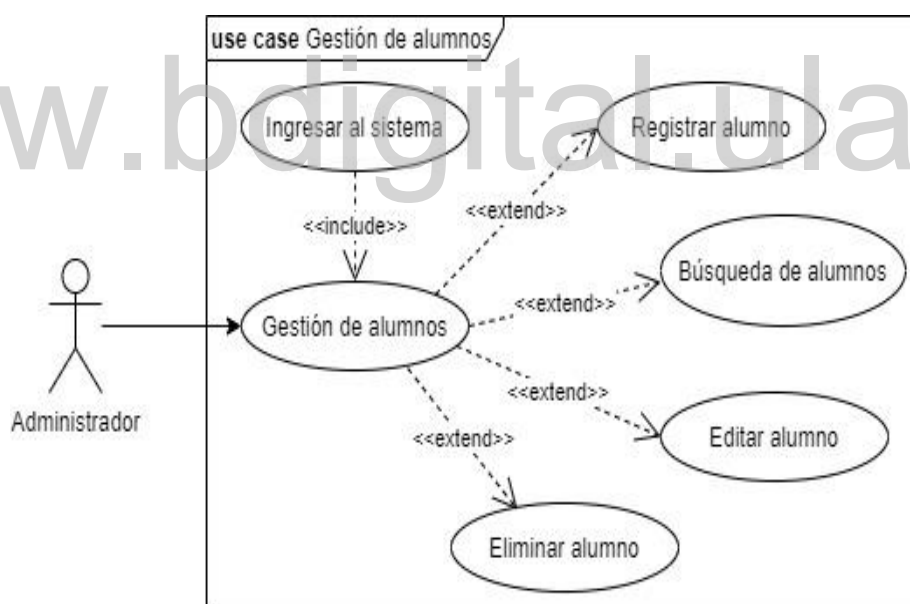 use case Gestión de alumnos
w.bdigital.ula
Ingresar al sistema
Registrar alumno
<<include>>
<<extend>>
Búsqueda de alumnos
<<extend>>
Gestión de alumnos
<<extend>>
Administrador
Editar alumno
<<extend>>
Eliminar alumno